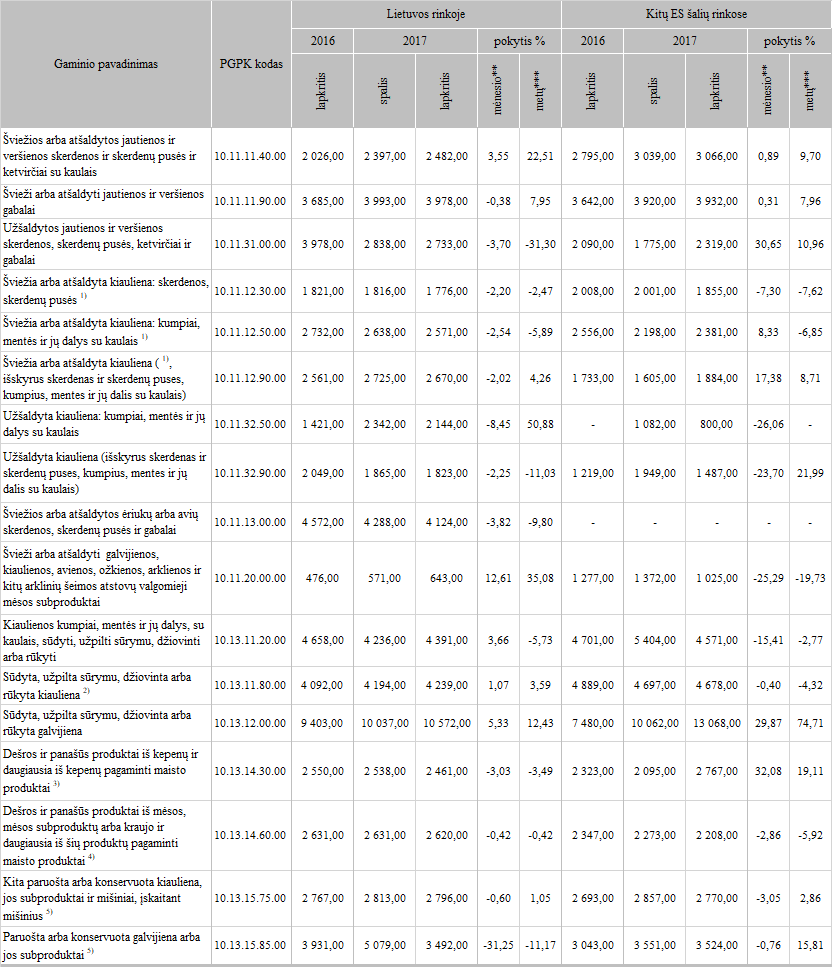 Gaminio pavadinimas PGPK kodas Lietuvos rinkoje Kitų ES šalių rinkose
2016 2017 pokytis % 2016 2017 pokytis %
lapkritis spalis lapkritis mėnesio** metų*** lapkritis spalis lapkritis mėnesio** metų***
Šviežios arba atšaldytos jautienos ir
veršienos skerdenos ir skerdenų pusės ir
ketvirčiai su kaulais
10.11.11.40.00 2 026,00 2 397,00 2 482,00 3,55 22,51 2 795,00 3 039,00 3 066,00 0,89 9,70
Švieži arba atšaldyti jautienos ir veršienos
gabalai
10.11.11.90.00 3 685,00 3 993,00 3 978,00 -0,38 7,95 3 642,00 3 920,00 3 932,00 0,31 7,96
Užšaldytos jautienos ir veršienos
skerdenos, skerdenų pusės, ketvirčiai ir
gabalai
10.11.31.00.00 3 978,00 2 838,00 2 733,00 -3,70 -31,30 2 090,00 1 775,00 2 319,00 30,65 10,96
Šviežia arba atšaldyta kiauliena: skerdenos,
skerdenų pusės 1)
10.11.12.30.00 1 821,00 1 816,00 1 776,00 -2,20 -2,47 2 008,00 2 001,00 1 855,00 -7,30 -7,62
Šviežia arba atšaldyta kiauliena: kumpiai,
mentės ir jų dalys su kaulais 1)
10.11.12.50.00 2 732,00 2 638,00 2 571,00 -2,54 -5,89 2 556,00 2 198,00 2 381,00 8,33 -6,85
Šviežia arba atšaldyta kiauliena ( 1),
išskyrus skerdenas ir skerdenų puses,
kumpius, mentes ir jų dalis su kaulais)
10.11.12.90.00 2 561,00 2 725,00 2 670,00 -2,02 4,26 1 733,00 1 605,00 1 884,00 17,38 8,71
Užšaldyta kiauliena: kumpiai, mentės ir jų
dalys su kaulais
10.11.32.50.00 1 421,00 2 342,00 2 144,00 -8,45 50,88 - 1 082,00 800,00 -26,06 -
Užšaldyta kiauliena (išskyrus skerdenas ir
skerdenų puses, kumpius, mentes ir jų
dalis su kaulais)
10.11.32.90.00 2 049,00 1 865,00 1 823,00 -2,25 -11,03 1 219,00 1 949,00 1 487,00 -23,70 21,99
Šviežios arba atšaldytos ėriukų arba avių
skerdenos, skerdenų pusės ir gabalai
10.11.13.00.00 4 572,00 4 288,00 4 124,00 -3,82 -9,80 - - - - -
Švieži arba atšaldyti galvijienos,
kiaulienos, avienos, ožkienos, arklienos ir
kitų arklinių šeimos atstovų valgomieji
mėsos subproduktai
10.11.20.00.00 476,00 571,00 643,00 12,61 35,08 1 277,00 1 372,00 1 025,00 -25,29 -19,73
Kiaulienos kumpiai, mentės ir jų dalys, su
kaulais, sūdyti, užpilti sūrymu, džiovinti
arba rūkyti
10.13.11.20.00 4 658,00 4 236,00 4 391,00 3,66 -5,73 4 701,00 5 404,00 4 571,00 -15,41 -2,77
Sūdyta, užpilta sūrymu, džiovinta arba
rūkyta kiauliena 2)
10.13.11.80.00 4 092,00 4 194,00 4 239,00 1,07 3,59 4 889,00 4 697,00 4 678,00 -0,40 -4,32
Sūdyta, užpilta sūrymu, džiovinta arba
rūkyta galvijiena
10.13.12.00.00 9 403,00 10 037,00 10 572,00 5,33 12,43 7 480,00 10 062,00 13 068,00 29,87 74,71
Dešros ir panašūs produktai iš kepenų ir
daugiausia iš kepenų pagaminti maisto
produktai 3)
10.13.14.30.00 2 550,00 2 538,00 2 461,00 -3,03 -3,49 2 323,00 2 095,00 2 767,00 32,08 19,11
Dešros ir panašūs produktai iš mėsos,
mėsos subproduktų arba kraujo ir
daugiausia iš šių produktų pagaminti
maisto produktai 4)
10.13.14.60.00 2 631,00 2 631,00 2 620,00 -0,42 -0,42 2 347,00 2 273,00 2 208,00 -2,86 -5,92
Kita paruošta arba konservuota kiauliena,
jos subproduktai ir mišiniai, įskaitant
mišinius 5)
10.13.15.75.00 2 767,00 2 813,00 2 796,00 -0,60 1,05 2 693,00 2 857,00 2 770,00 -3,05 2,86
Paruošta arba konservuota galvijiena arba
jos subproduktai 5)
10.13.15.85.00 3 931,00 5 079,00 3 492,00 -31,25 -11,17 3 043,00 3 551,00 3 524,00 -0,76 15,81